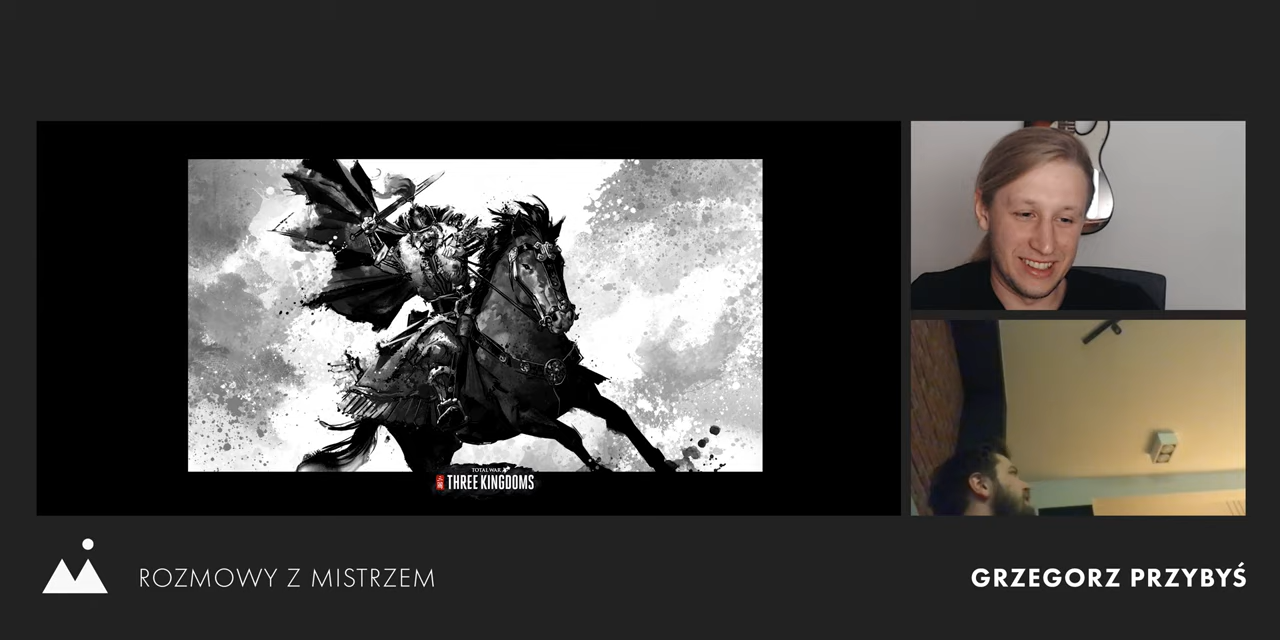 TOTAL WAR
THREE KINGDOMS
ROZMOWY Z MISTRZEM
GRZEGORZ PRZYBYŚ